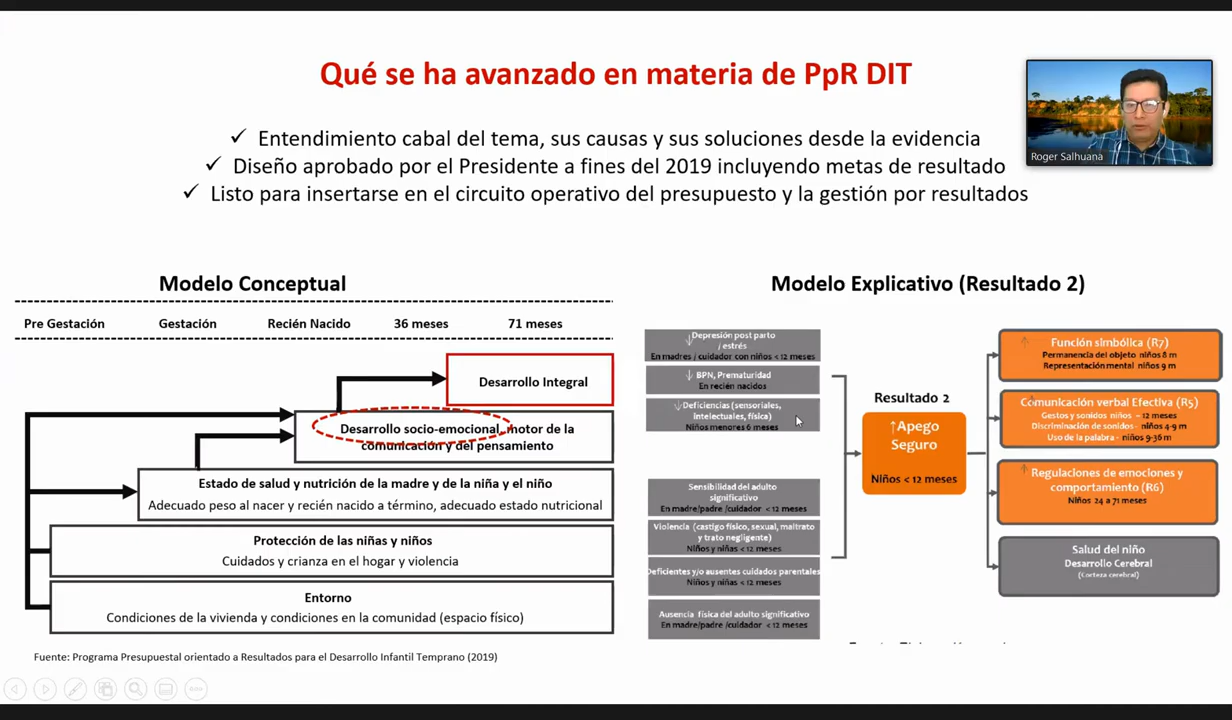 Qué se ha avanzado en materia de PpR DIT
Roger Salhuana
✓ Entendimiento cabal del tema, sus causas y sus soluciones desde la evidencia
✓ Diseño aprobado por el Presidente a fines del 2019 incluyendo metas de resultado
✓ Listo para insertarse en el circuito operativo del presupuesto y la gestión por resultados
Modelo Conceptual
Pre Gestación Gestación Recién Nacido 36 meses 71 meses
Desarrollo Integral
Desarrollo socio-emocional, motor de la
comunicación y del pensamiento
Estado de salud y nutrición de la madre y de la niña y el niño
Adecuado peso al nacer y recién nacido a término, adecuado estado nutricional
Protección de las niñas y niños
Cuidados y crianza en el hogar y violencia
Entorno
Condiciones de la vivienda y condiciones en la comunidad (espacio físico)
Fuente: Programa Presupuestal orientado a Resultados para el Desarrollo Infantil Temprano (2019)
Modelo Explicativo (Resultado 2)
↓Depresión post parto
/ estrés
En madres / cuidador con niños < 12 meses
↓ BPN, Prematuridad
En recién nacidos
↓Deficiencias (sensoriales,
intelectuales, física)
Niños menores 6 meses
Sensibilidad del adulto
significativo
En madre/padre /cuidador < 12 meses
Violencia (castigo físico, sexual, maltrato
y trato negligente)
Niños y niñas < 12 meses
Deficientes y/o ausentes cuidados parentales
Niños y niñas < 12 meses
Ausencia física del adulto significativo
En madre/padre /cuidador < 12 meses
Resultado 2
↑Apego
Seguro
Niños < 12 meses
↑ Función simbólica (R7)
Permanencia del objeto niños 8 m
Representación mental niños 9 m
Comunicación verbal Efectiva (R5)
Gestos y sonidos niños – 12 meses
Discriminación de sonidos - niños 4-9 m
Uso de la palabra - niños 9-36 m
↑ Regulaciones de emociones y
comportamiento (R6)
Niños 24 a 71 meses
Salud del niño
Desarrollo Cerebral
(Corteza cerebral)